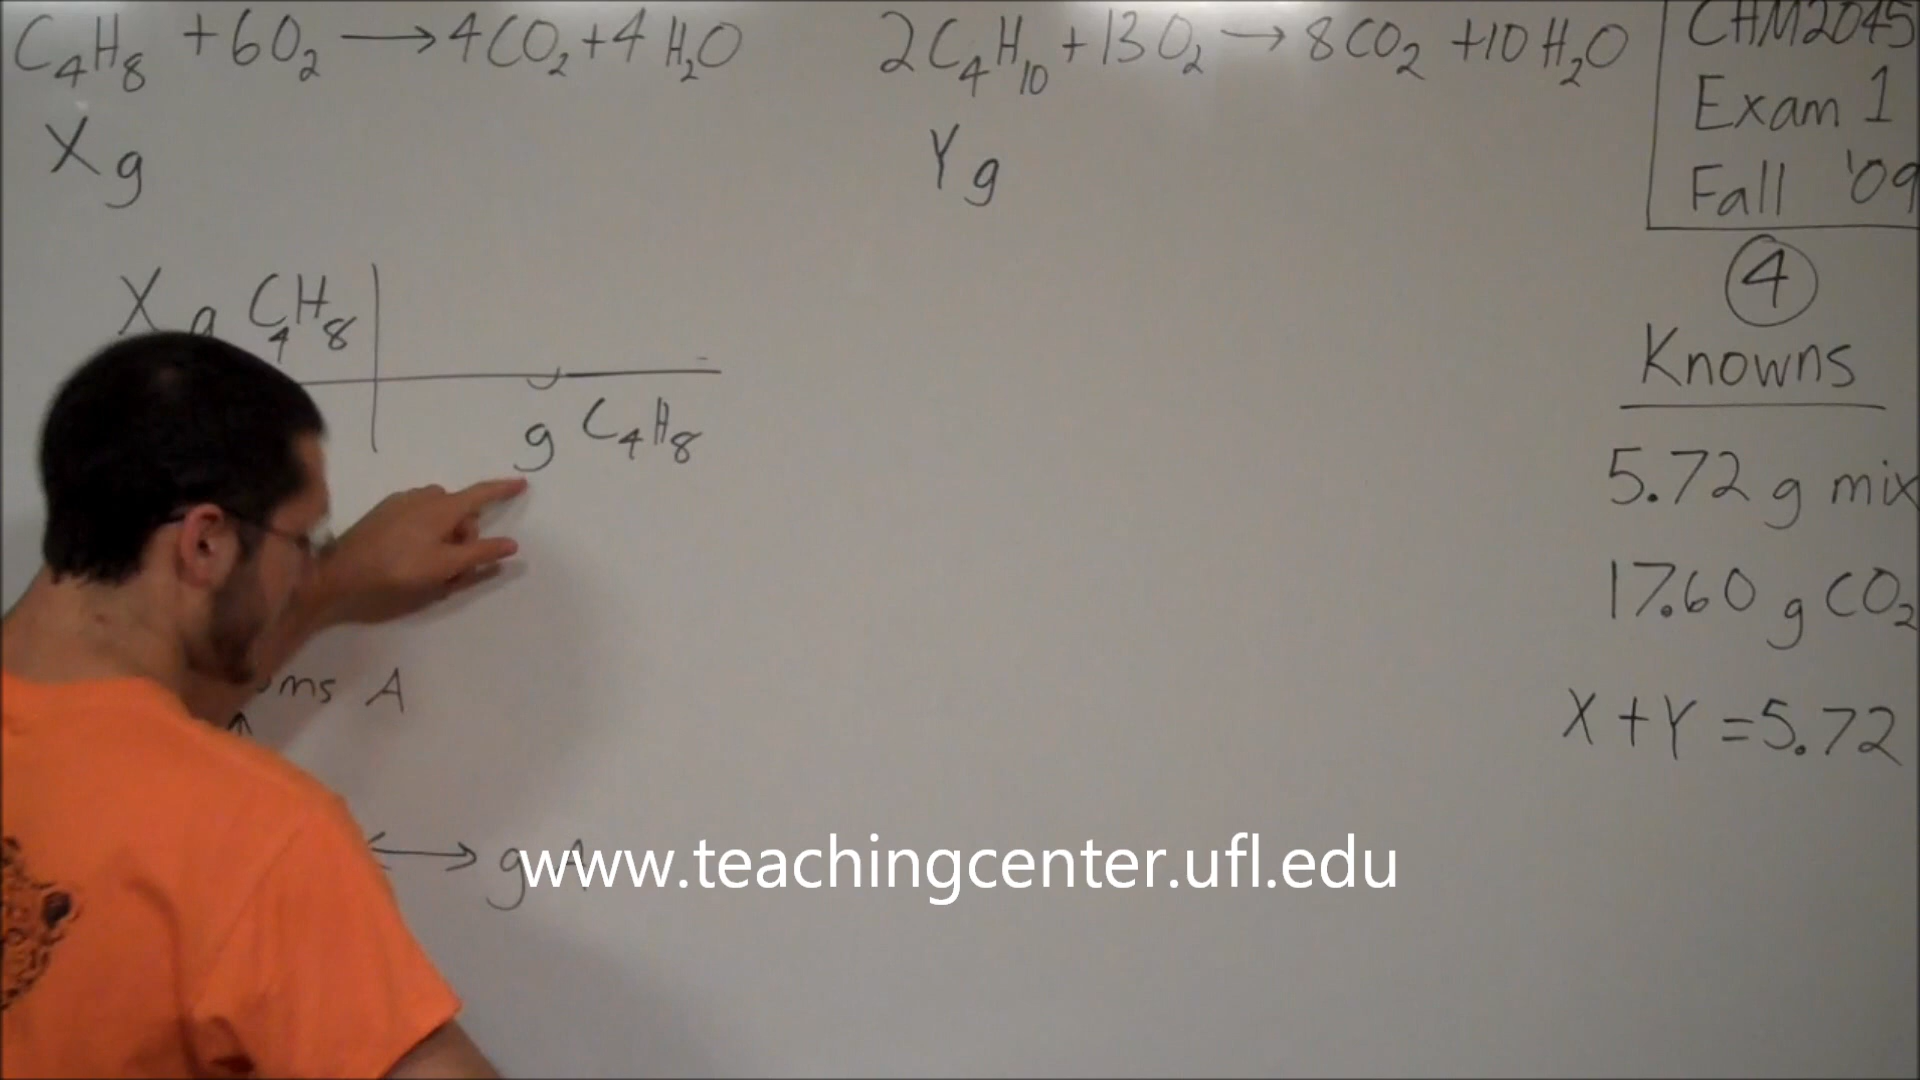 C₄H₈ + 6O₂ → 4CO₂ + 4H₂O
2C₄H₁₀ + 13O₂ → 8CO₂ + 10H₂O
CHM2045
Exam 1
Fall '09
X g
Y g
4
X g C₄H₈
g C₄H₈
Knowns
5.72 g mix
17.60 g CO₂
X + Y = 5.72
A
↔ g A
www.teachingcenter.ufl.edu